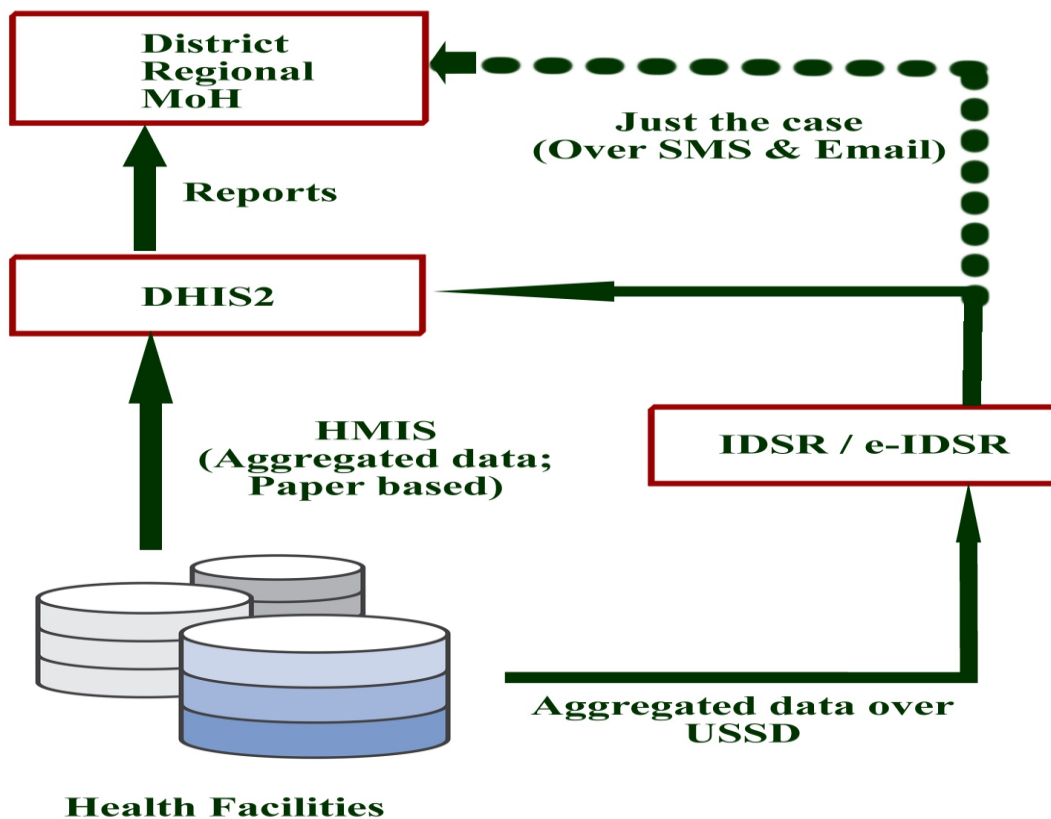 District
Regional
MoH
Just the case
(Over SMS & Email)
Reports
DHIS2
HMIS
(Aggregated data;
Paper based)
IDSR / e-IDSR
Aggregated data over
USSD
Health Facilities